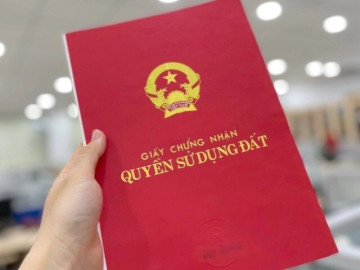 GIẤY CHỨNG NHẬN
QUYỀN SỬ DỤNG ĐẤT